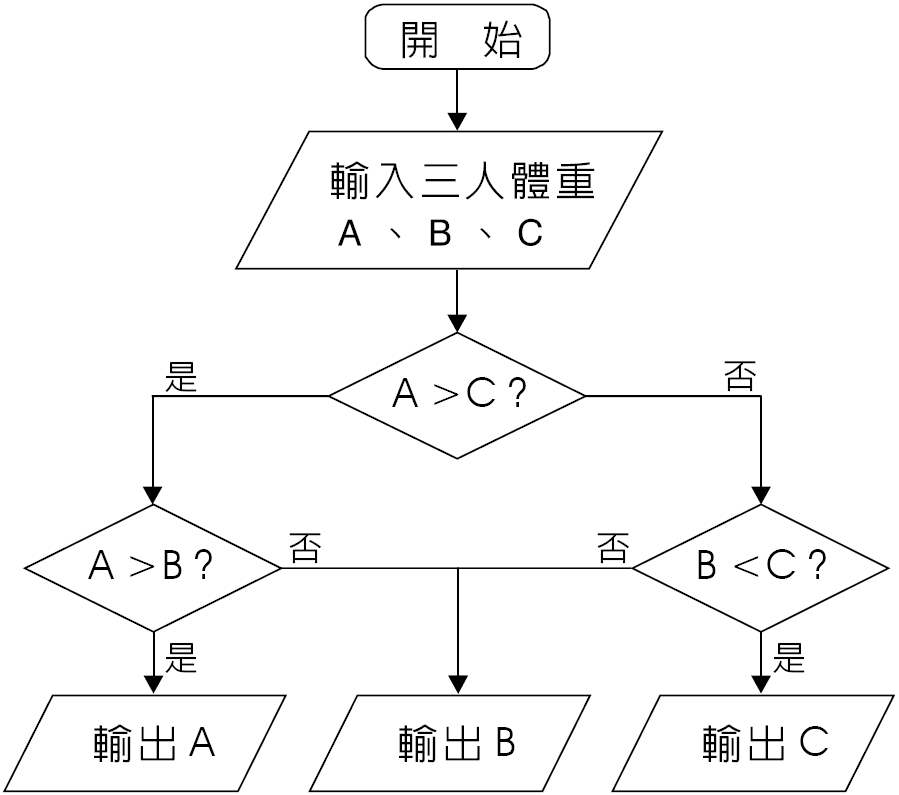 開 始
輸入三人體重
A 、 B 、 C
是
否
A >C?
A >B?
否
否
B <C?
是
是
輸出 A
輸出 B
輸出 C